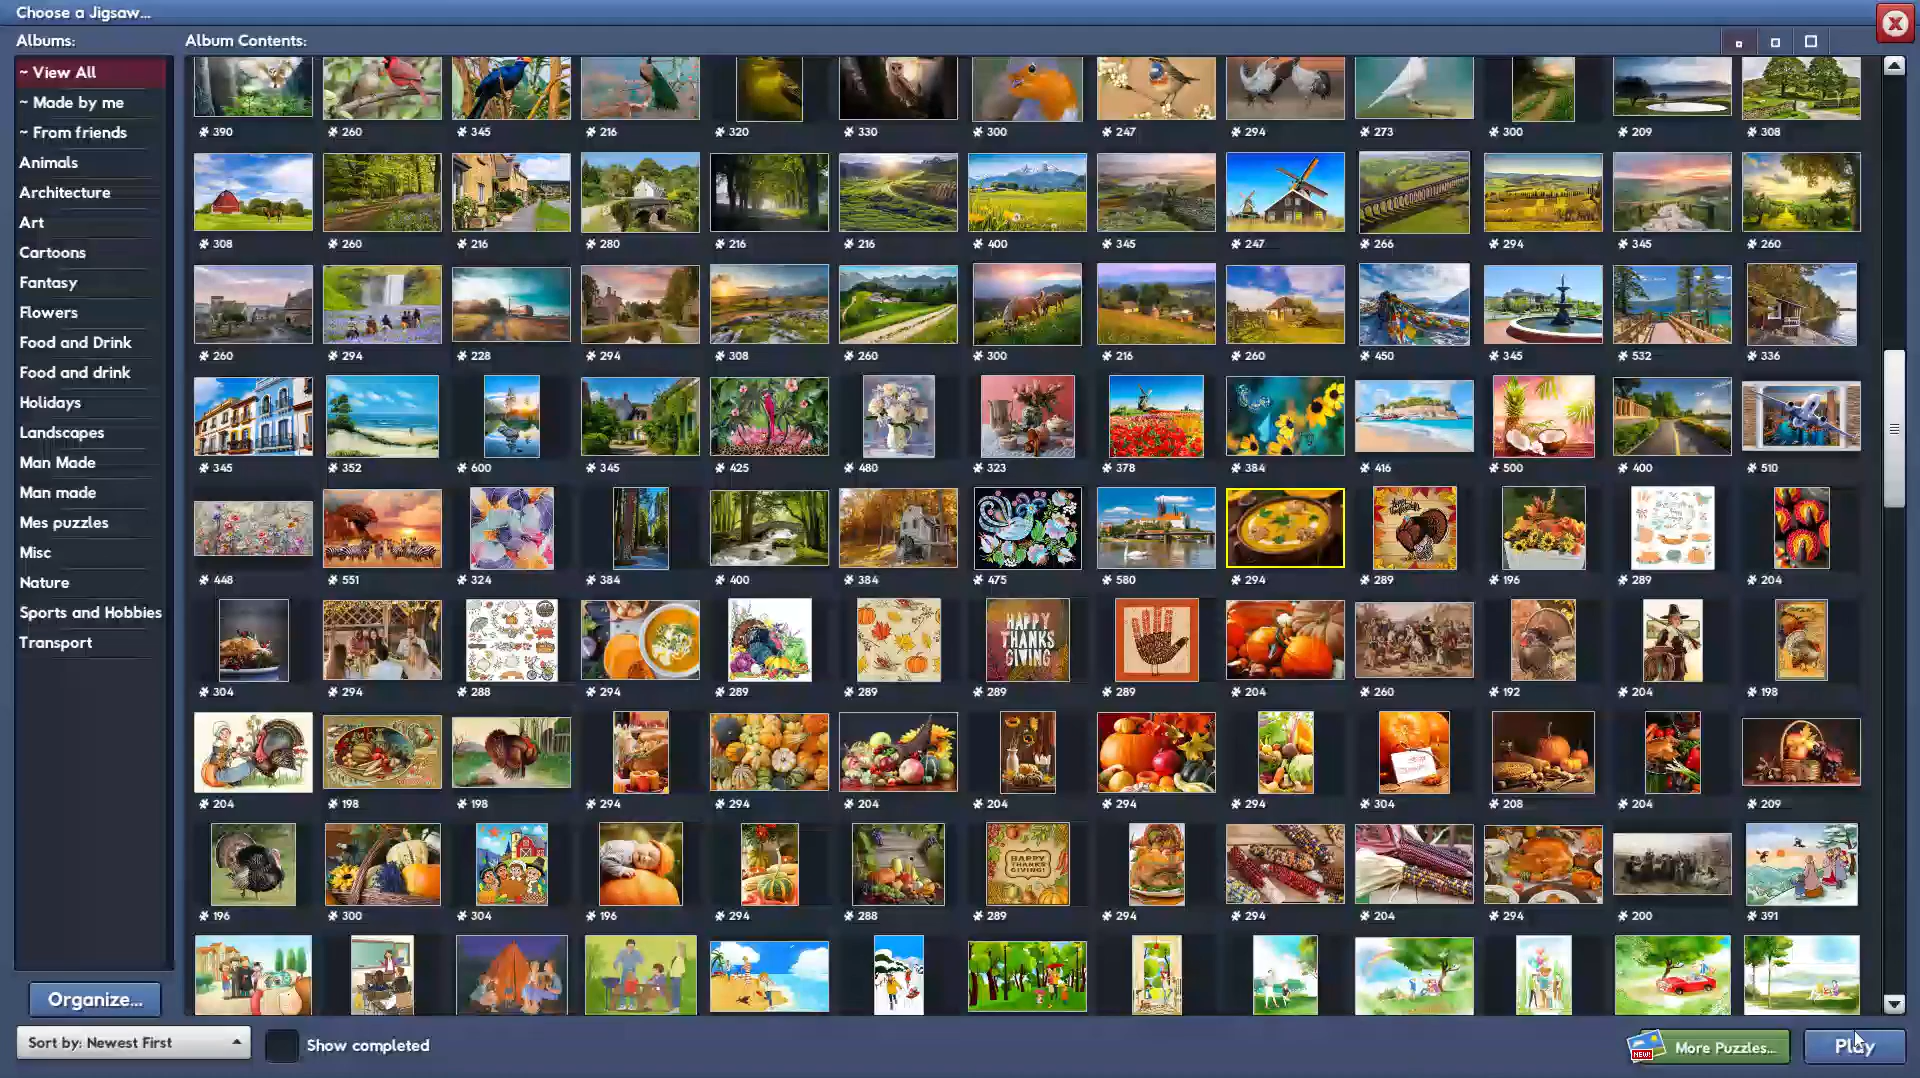 Choose a Jigsaw...
Albums:
Album Contents:
~ View All
~ Made by me
~ From friends
Animals
Architecture
Art
Cartoons
Fantasy
Flowers
Food and Drink
Food and drink
Holidays
Landscapes
Man Made
Man made
Mes puzzles
Misc
Nature
Sports and Hobbies
Transport
390 260 345 216 320 330 300 247 294 273 300 209 308
308 260 216 280 216 216 400 345 247 266 294 345 260
260 294 228 294 308 260 300 216 260 450 345 532 336
345 352 600 345 425 480 323 378 384 416 500 400 510
448 551 324 384 400 384 475 580 294 289 196 289 204
HAPPY
THANKS
GIVING
304 294 288 294 289 289 289 289 204 260 192 204 198
204 198 198 294 294 204 204 294 294 304 208 204 209
HAPPY
THANKS
GIVING!
196 300 304 196 294 288 289 294 294 204 294 200 391
Organize...
Sort by: Newest First
Show completed
NEW!
More Puzzles...
Play